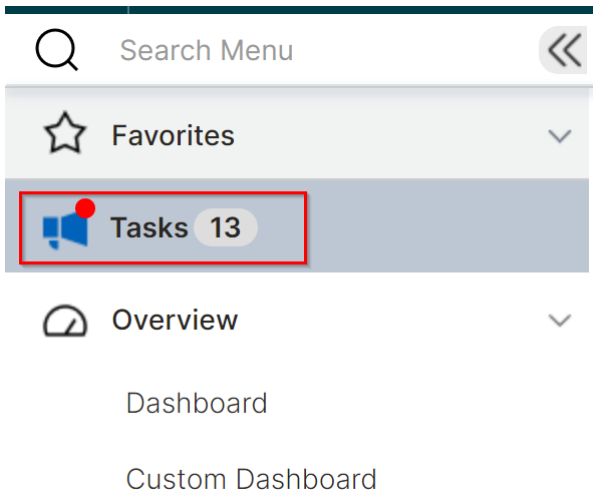 Search Menu
Favorites
Tasks 13
Overview
Dashboard
Custom Dashboard